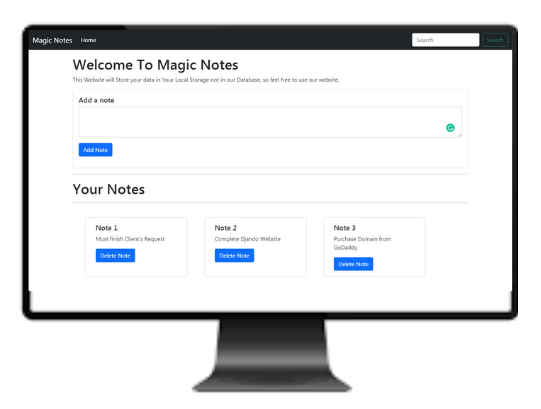 Magic Notes Home Search Search
Welcome To Magic Notes
This Website will Store your data in Your Local Storage not in our Database, so feel free to use our website.
Add a note
Add Note
Your Notes
Note 1
Must finish Client's Request
Delete Note
Note 2
Complete Djando Website
Delete Note
Note 3
Purchase Domain from
GoDaddy
Delete Note